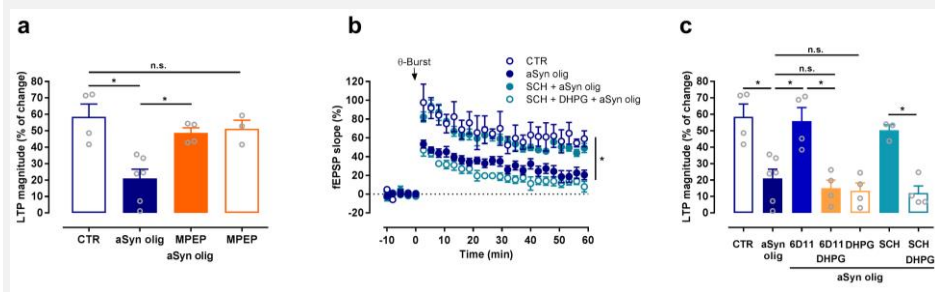 a
LTP magnitude (% of change)
80
70
60
50
40
30
20
10
0
n.s.
*
*
CTR aSyn olig MPEP MPEP
aSyn olig
b
θ-Burst
CTR
aSyn olig
SCH + aSyn olig
SCH + DHPG + aSyn olig
fEPSP slope (%)
+120
+100
+80
+60
+40
+20
0
-20
*
-10 0 10 20 30 40 50 60
Time (min)
c
LTP magnitude (% of change)
80
70
60
50
40
30
20
10
0
n.s.
n.s.
* * * *
CTR aSyn olig 6D11 6D11 DHPG DHPG SCH SCH DHPG
aSyn olig